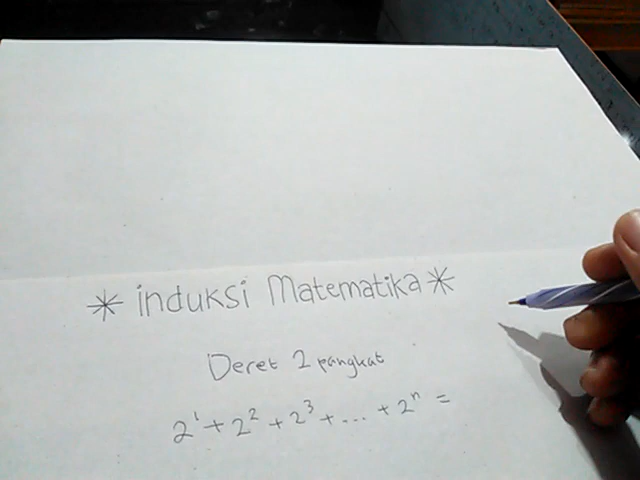 * induksi Matematika *
Deret 2 pangkat
2¹ + 2² + 2³ + ... + 2ⁿ =